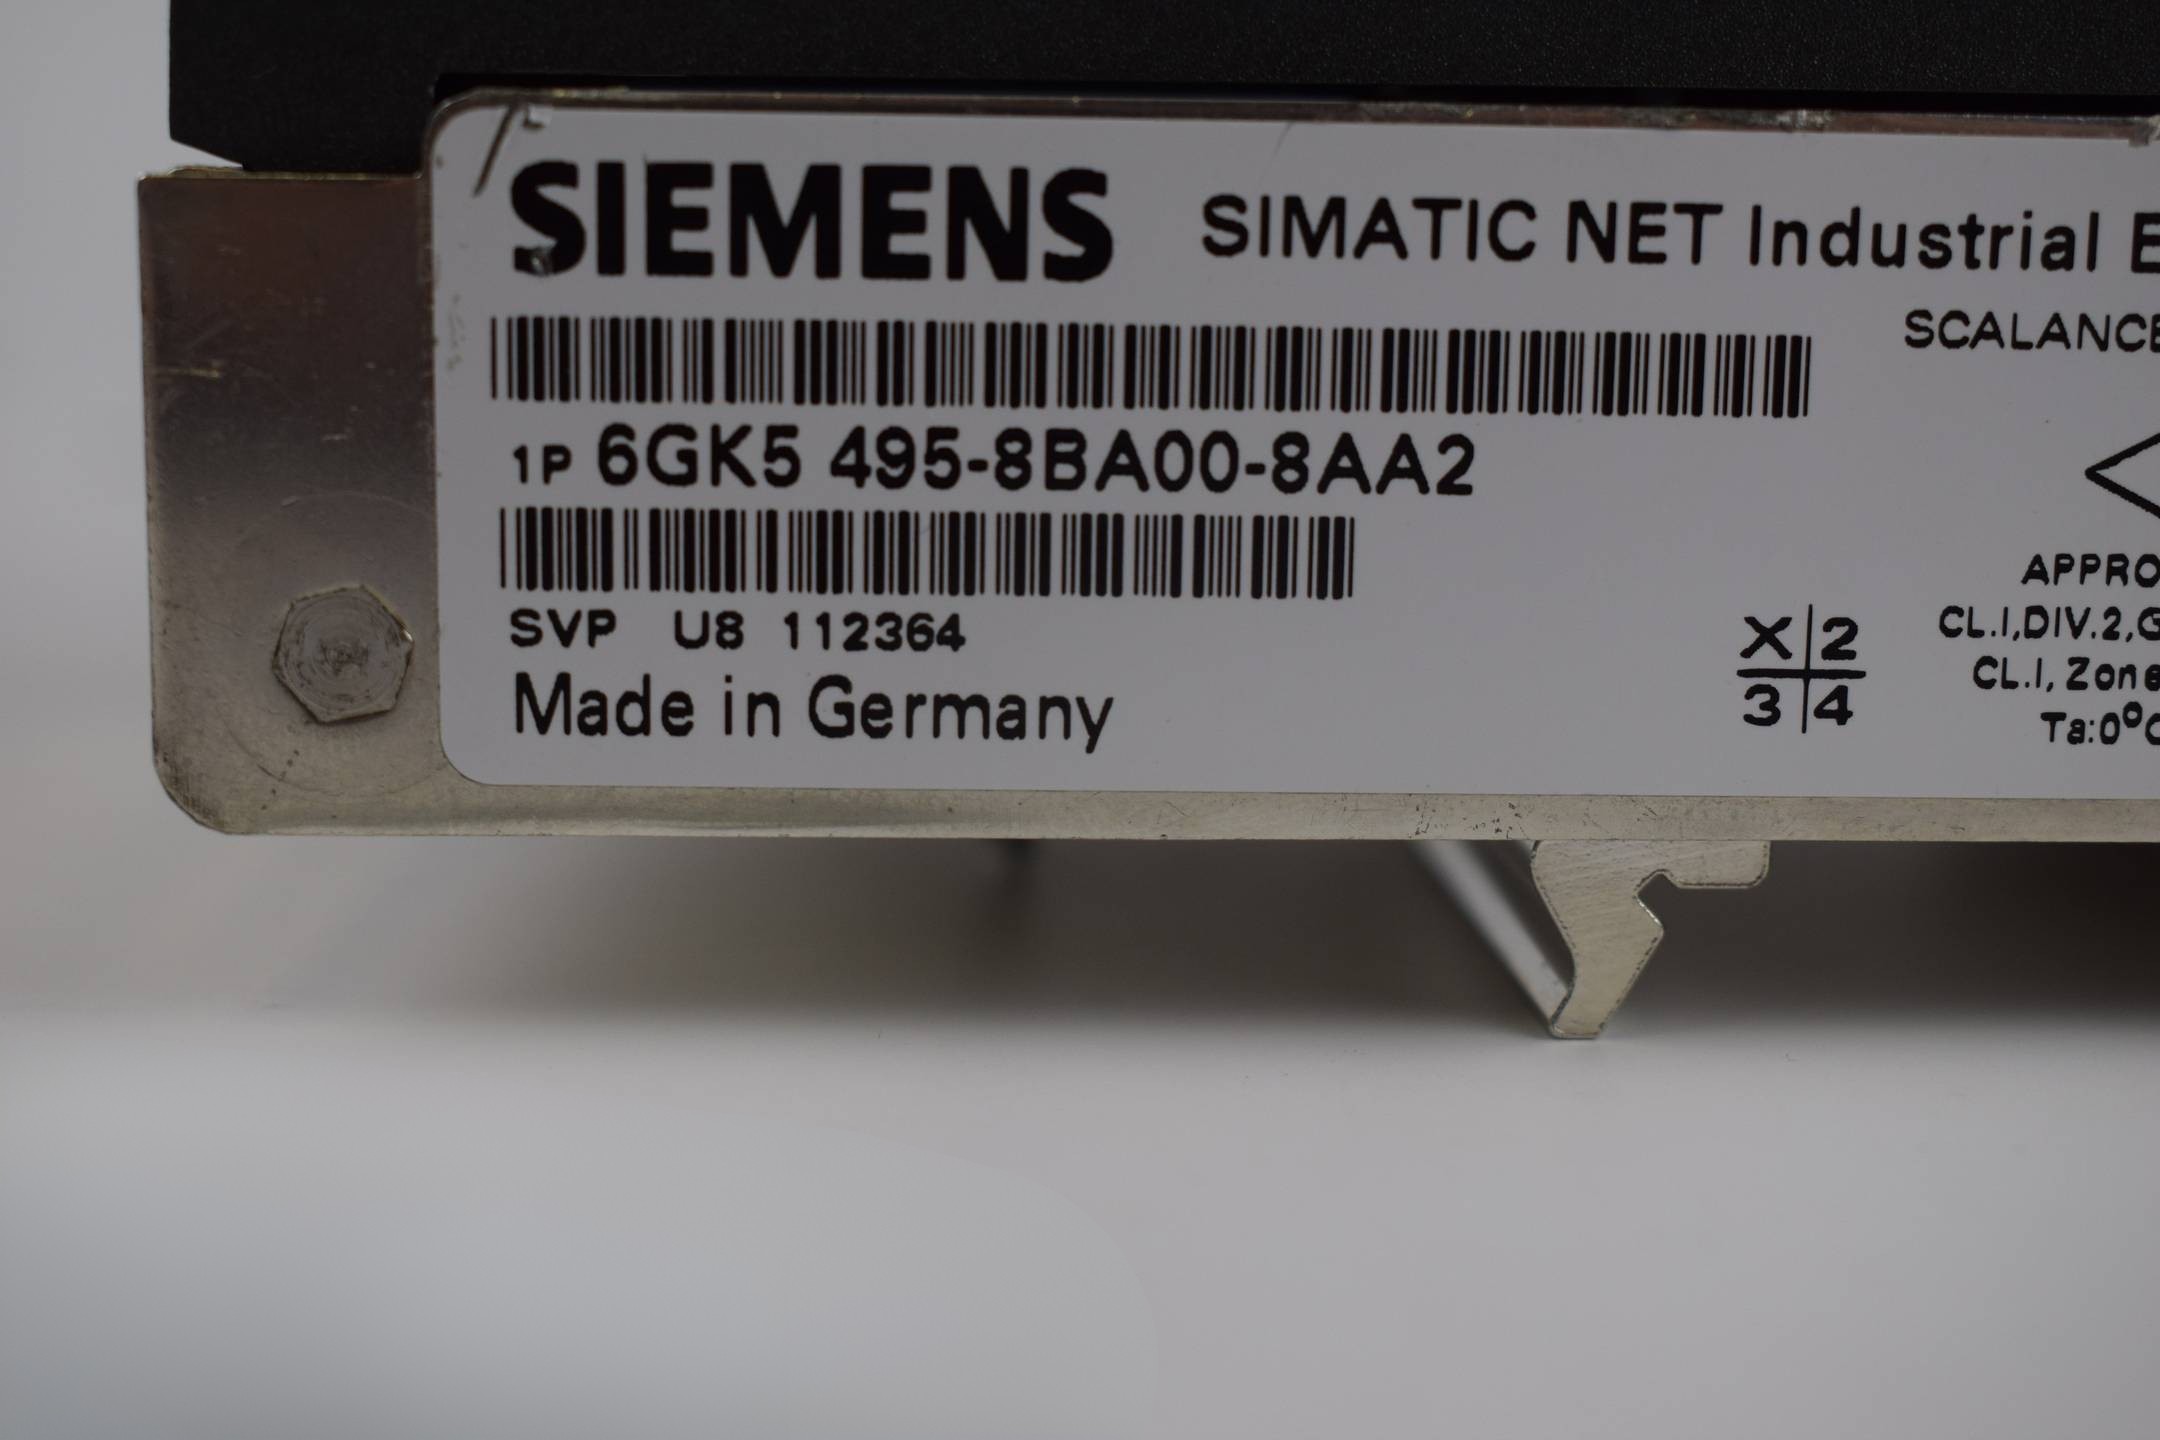 SIEMENS SIMATIC NET Industrial E
SCALANCE
1P 6GK5 495-8BA00-8AA2
SVP U8 112364
Made in Germany
X 2
3 4
APPRO
CL.I,DIV.2,G
CL.I, Zone
Ta:0°C